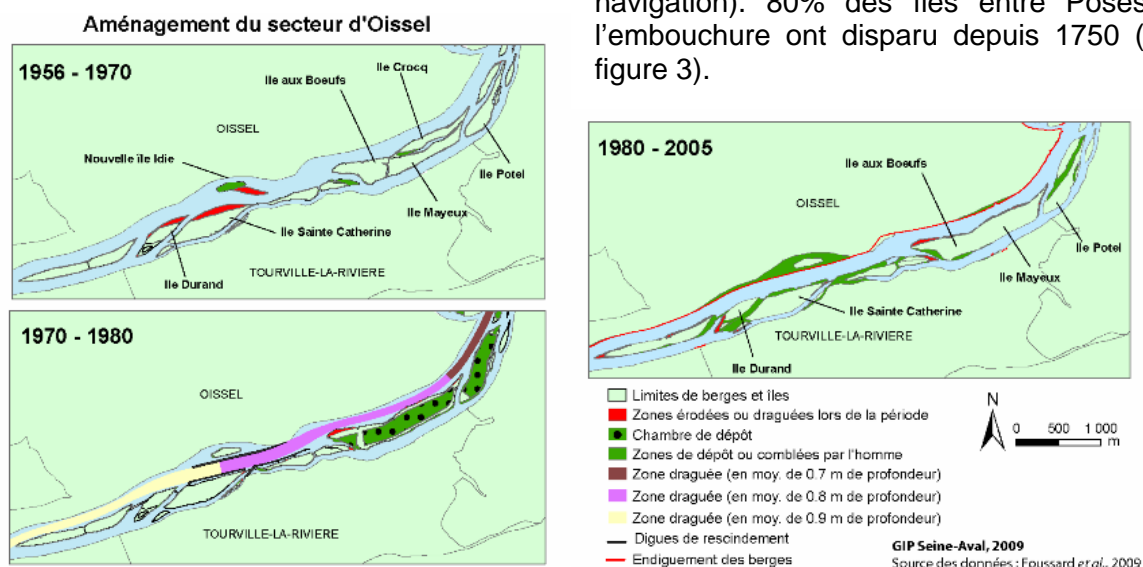 Aménagement du secteur d'Oissel
1956 - 1970
Ile Crocq
Ile aux Boeufs
OISSEL
Nouvelle île Idie
Ile Potel
Ile Mayeux
Ile Sainte Catherine
TOURVILLE-LA-RIVIERE
Ile Durand
1970 - 1980
OISSEL
TOURVILLE-LA-RIVIERE
navigation). 80% des îles entre Poses
l'embouchure ont disparu depuis 1750 (
figure 3).
1980 - 2005
Ile aux Boeufs
OISSEL
Ile Potel
Ile Mayeux
Ile Sainte Catherine
TOURVILLE-LA-RIVIERE
Ile Durand
Limites de berges et îles
Zones érodées ou draguées lors de la période
Chambre de dépôt
Zones de dépôt ou comblées par l'homme
Zone draguée (en moy. de 0.7 m de profondeur)
Zone draguée (en moy. de 0.8 m de profondeur)
Zone draguée (en moy. de 0.9 m de profondeur)
Digues de rescindement
Endiguement des berges
N
0 500 1 000
m
GIP Seine-Aval, 2009
Source des données : Foussard et al., 2009